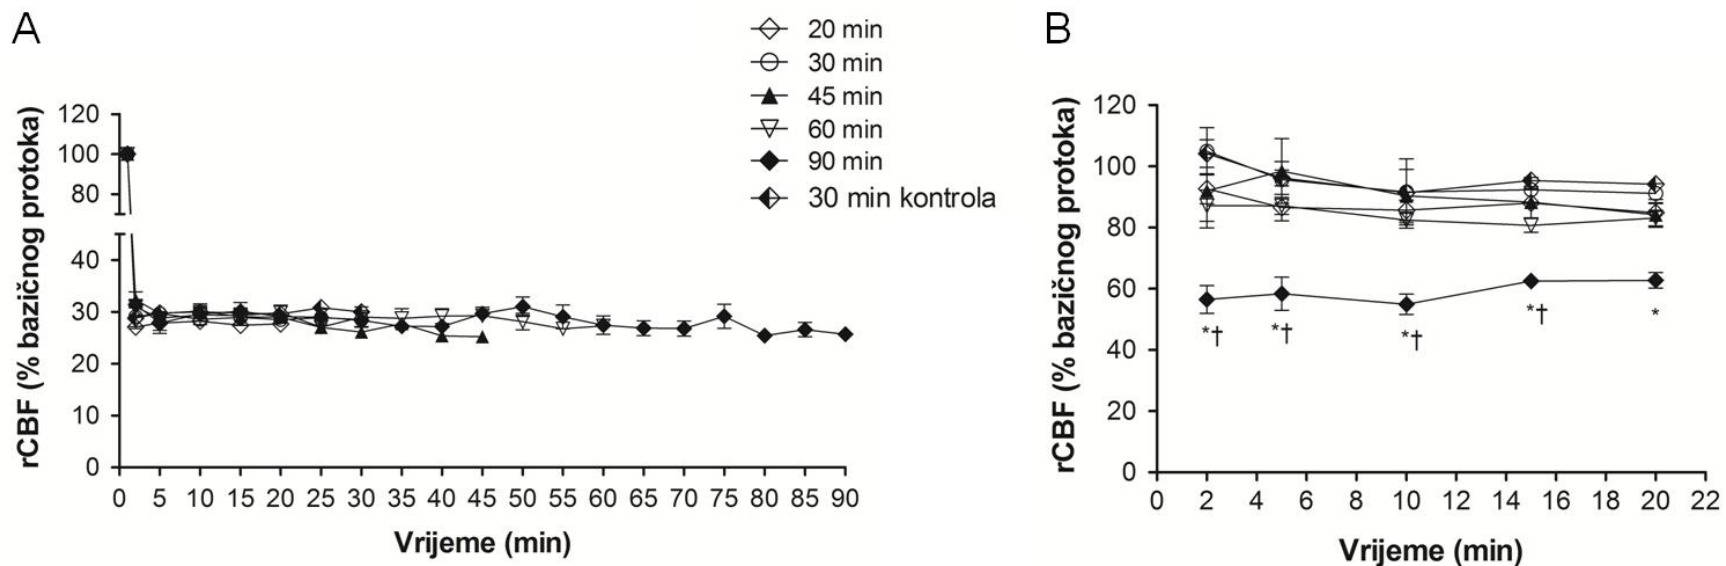 A
20 min
30 min
45 min
60 min
90 min
30 min kontrola
rCBF (% bazičnog protoka)
120
100
80
40
30
20
10
0
0 5 10 15 20 25 30 35 40 45 50 55 60 65 70 75 80 85 90
Vrijeme (min)
B
rCBF (% bazičnog protoka)
120
100
80
60
40
20
0
*† *† *† *† *
0 2 4 6 8 10 12 14 16 18 20 22
Vrijeme (min)